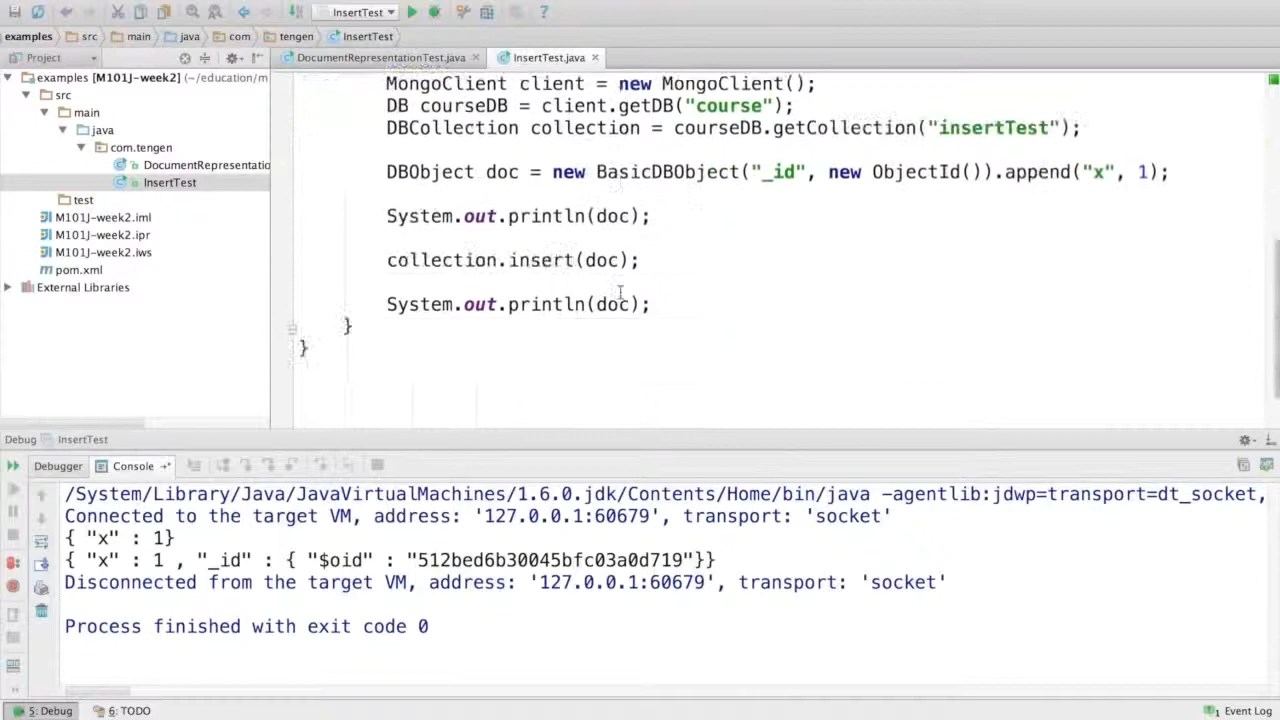 InsertTest
examples src main java com tengen InsertTest
Project
DocumentRepresentationTest.java InsertTest.java
examples [M101J-week2] (~/education/m
src
main
java
com.tengen
DocumentRepresentatio
InsertTest
test
M101J-week2.iml
M101J-week2.ipr
M101J-week2.iws
pom.xml
External Libraries
MongoClient client = new MongoClient();
DB courseDB = client.getDB("course");
DBCollection collection = courseDB.getCollection("insertTest");
DBObject doc = new BasicDBObject("_id", new ObjectId()).append("x", 1);
System.out.println(doc);
collection.insert(doc);
System.out.println(doc);
}
}
Debug InsertTest
Debugger Console
/System/Library/Java/JavaVirtualMachines/1.6.0.jdk/Contents/Home/bin/java -agentlib:jdwp=transport=dt_socket,
Connected to the target VM, address: '127.0.0.1:60679', transport: 'socket'
{ "x" : 1}
{ "x" : 1 , "_id" : { "$oid" : "512bed6b30045bfc03a0d719"}}
Disconnected from the target VM, address: '127.0.0.1:60679', transport: 'socket'
Process finished with exit code 0
5: Debug 6: TODO 1 Event Log